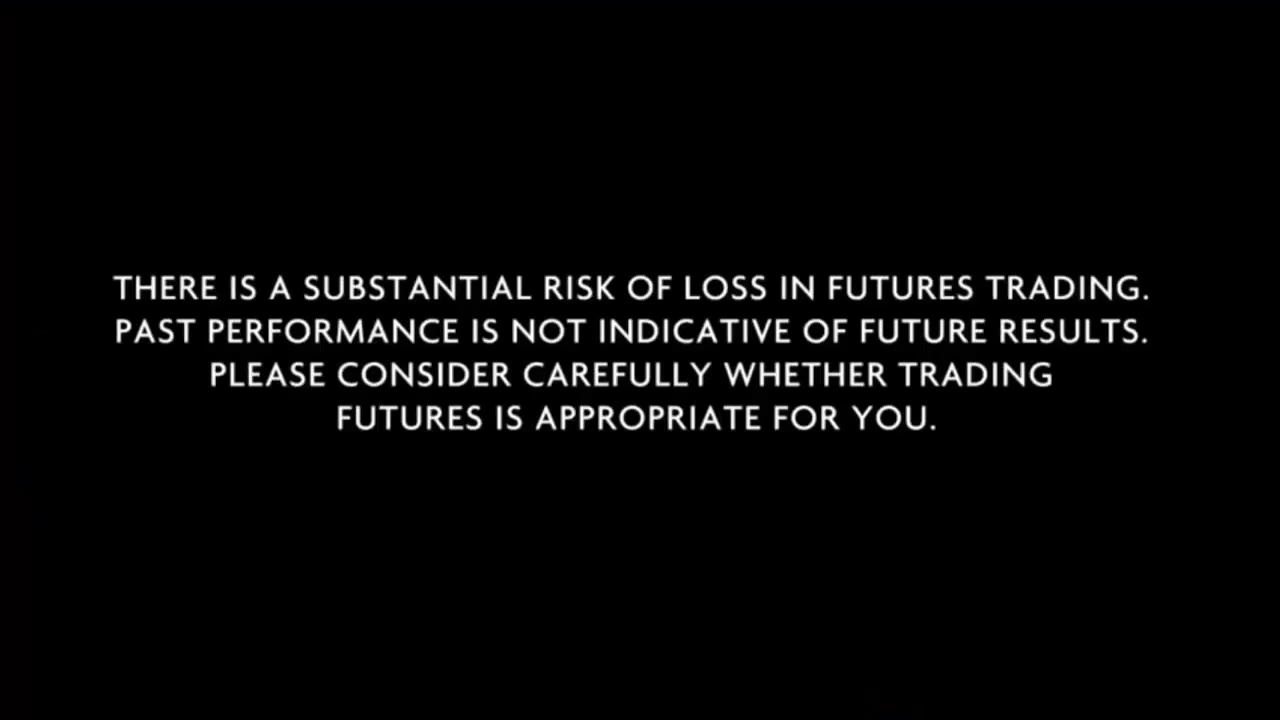 THERE IS A SUBSTANTIAL RISK OF LOSS IN FUTURES TRADING.
PAST PERFORMANCE IS NOT INDICATIVE OF FUTURE RESULTS.
PLEASE CONSIDER CAREFULLY WHETHER TRADING
FUTURES IS APPROPRIATE FOR YOU.